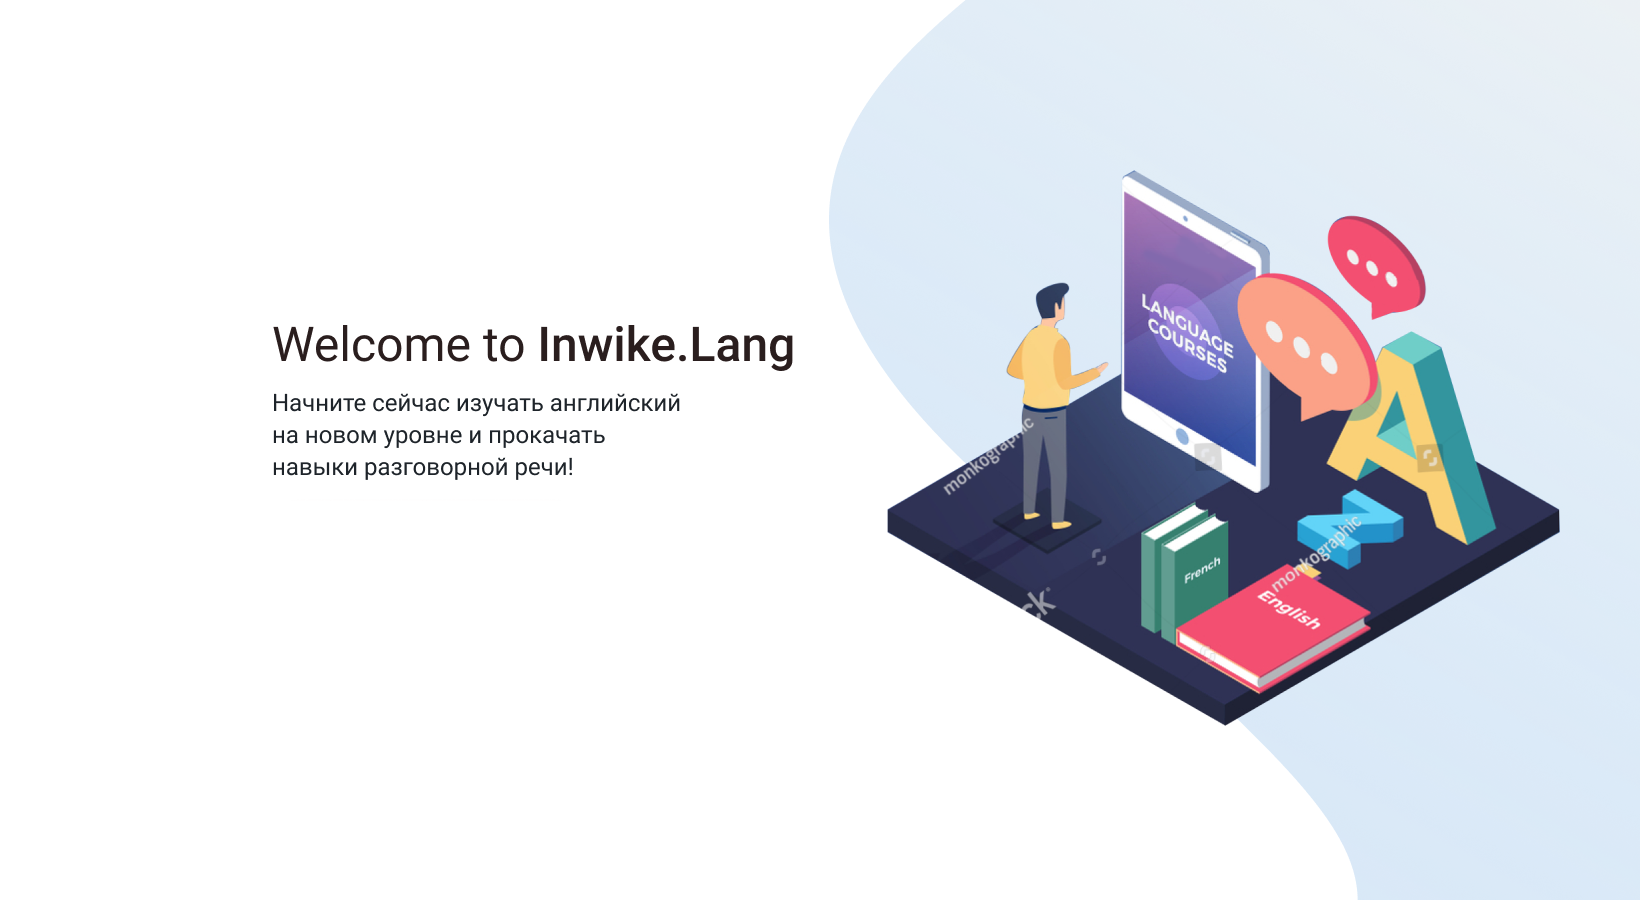 Welcome to Inwike.Lang
Начните сейчас изучать английский
на новом уровне и прокачать
навыки разговорной речи!
LANGUAGE
COURSES
monkographic
monkographic
French
English